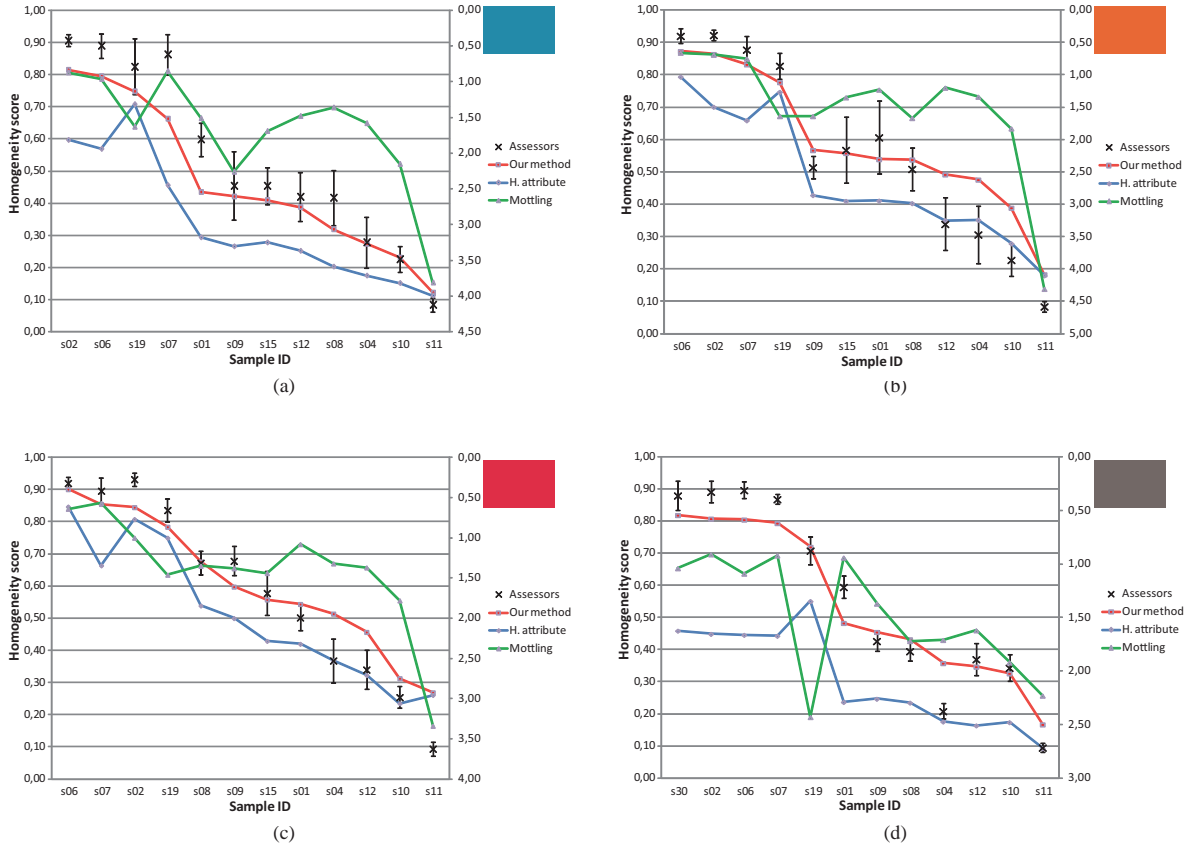 1,00
0,90
0,80
0,70
0,60
0,50
0,40
0,30
0,20
0,10
0,00
Homogeneity score
0,00
0,50
1,00
1,50
2,00
2,50
3,00
3,50
4,00
4,50
Assessors
Our method
H. attribute
Mottling
s02 s06 s19 s07 s01 s09 s15 s12 s08 s04 s10 s11
Sample ID
(a)
1,00
0,90
0,80
0,70
0,60
0,50
0,40
0,30
0,20
0,10
0,00
Homogeneity score
0,00
0,50
1,00
1,50
2,00
2,50
3,00
3,50
4,00
4,50
5,00
Assessors
Our method
H. attribute
Mottling
s06 s02 s07 s19 s09 s15 s01 s08 s12 s04 s10 s11
Sample ID
(b)
1,00
0,90
0,80
0,70
0,60
0,50
0,40
0,30
0,20
0,10
0,00
Homogeneity score
0,00
0,50
1,00
1,50
2,00
2,50
3,00
3,50
4,00
Assessors
Our method
H. attribute
Mottling
s06 s07 s02 s19 s08 s09 s15 s01 s04 s12 s10 s11
Sample ID
(c)
1,00
0,90
0,80
0,70
0,60
0,50
0,40
0,30
0,20
0,10
0,00
Homogeneity score
0,00
0,50
1,00
1,50
2,00
2,50
3,00
Assessors
Our method
H. attribute
Mottling
s30 s02 s06 s07 s19 s01 s09 s08 s04 s12 s10 s11
Sample ID
(d)